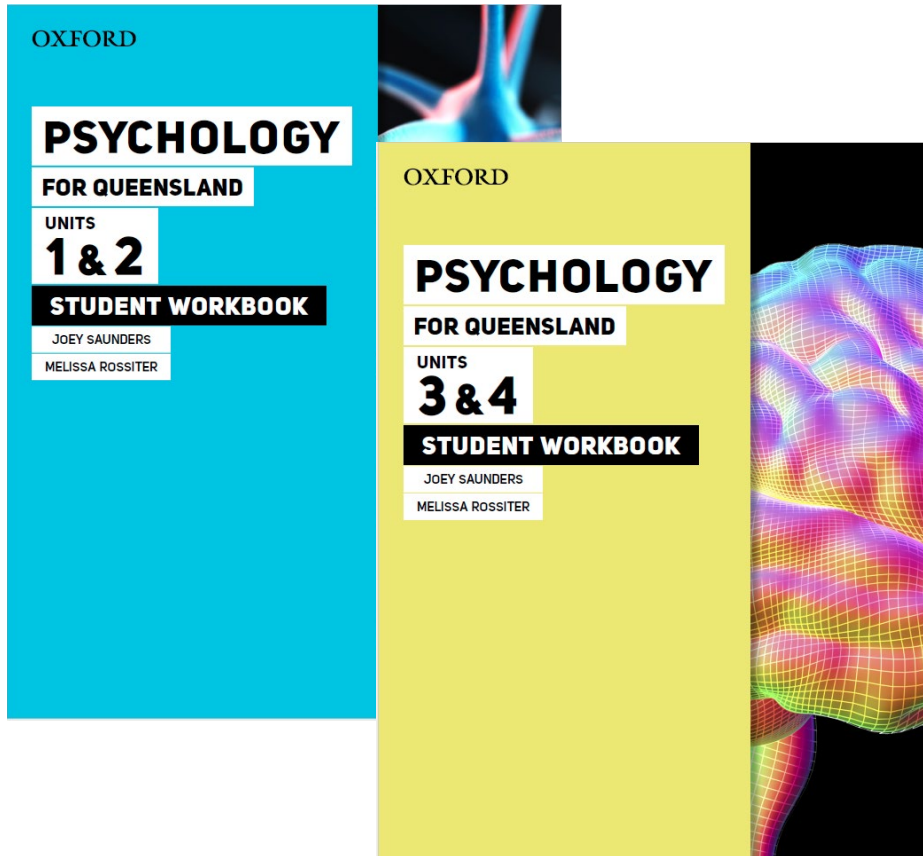 OXFORD
PSYCHOLOGY
FOR QUEENSLAND
UNITS
1 & 2
STUDENT WORKBOOK
JOEY SAUNDERS
MELISSA ROSSITER
OXFORD
PSYCHOLOGY
FOR QUEENSLAND
UNITS
3 & 4
STUDENT WORKBOOK
JOEY SAUNDERS
MELISSA ROSSITER